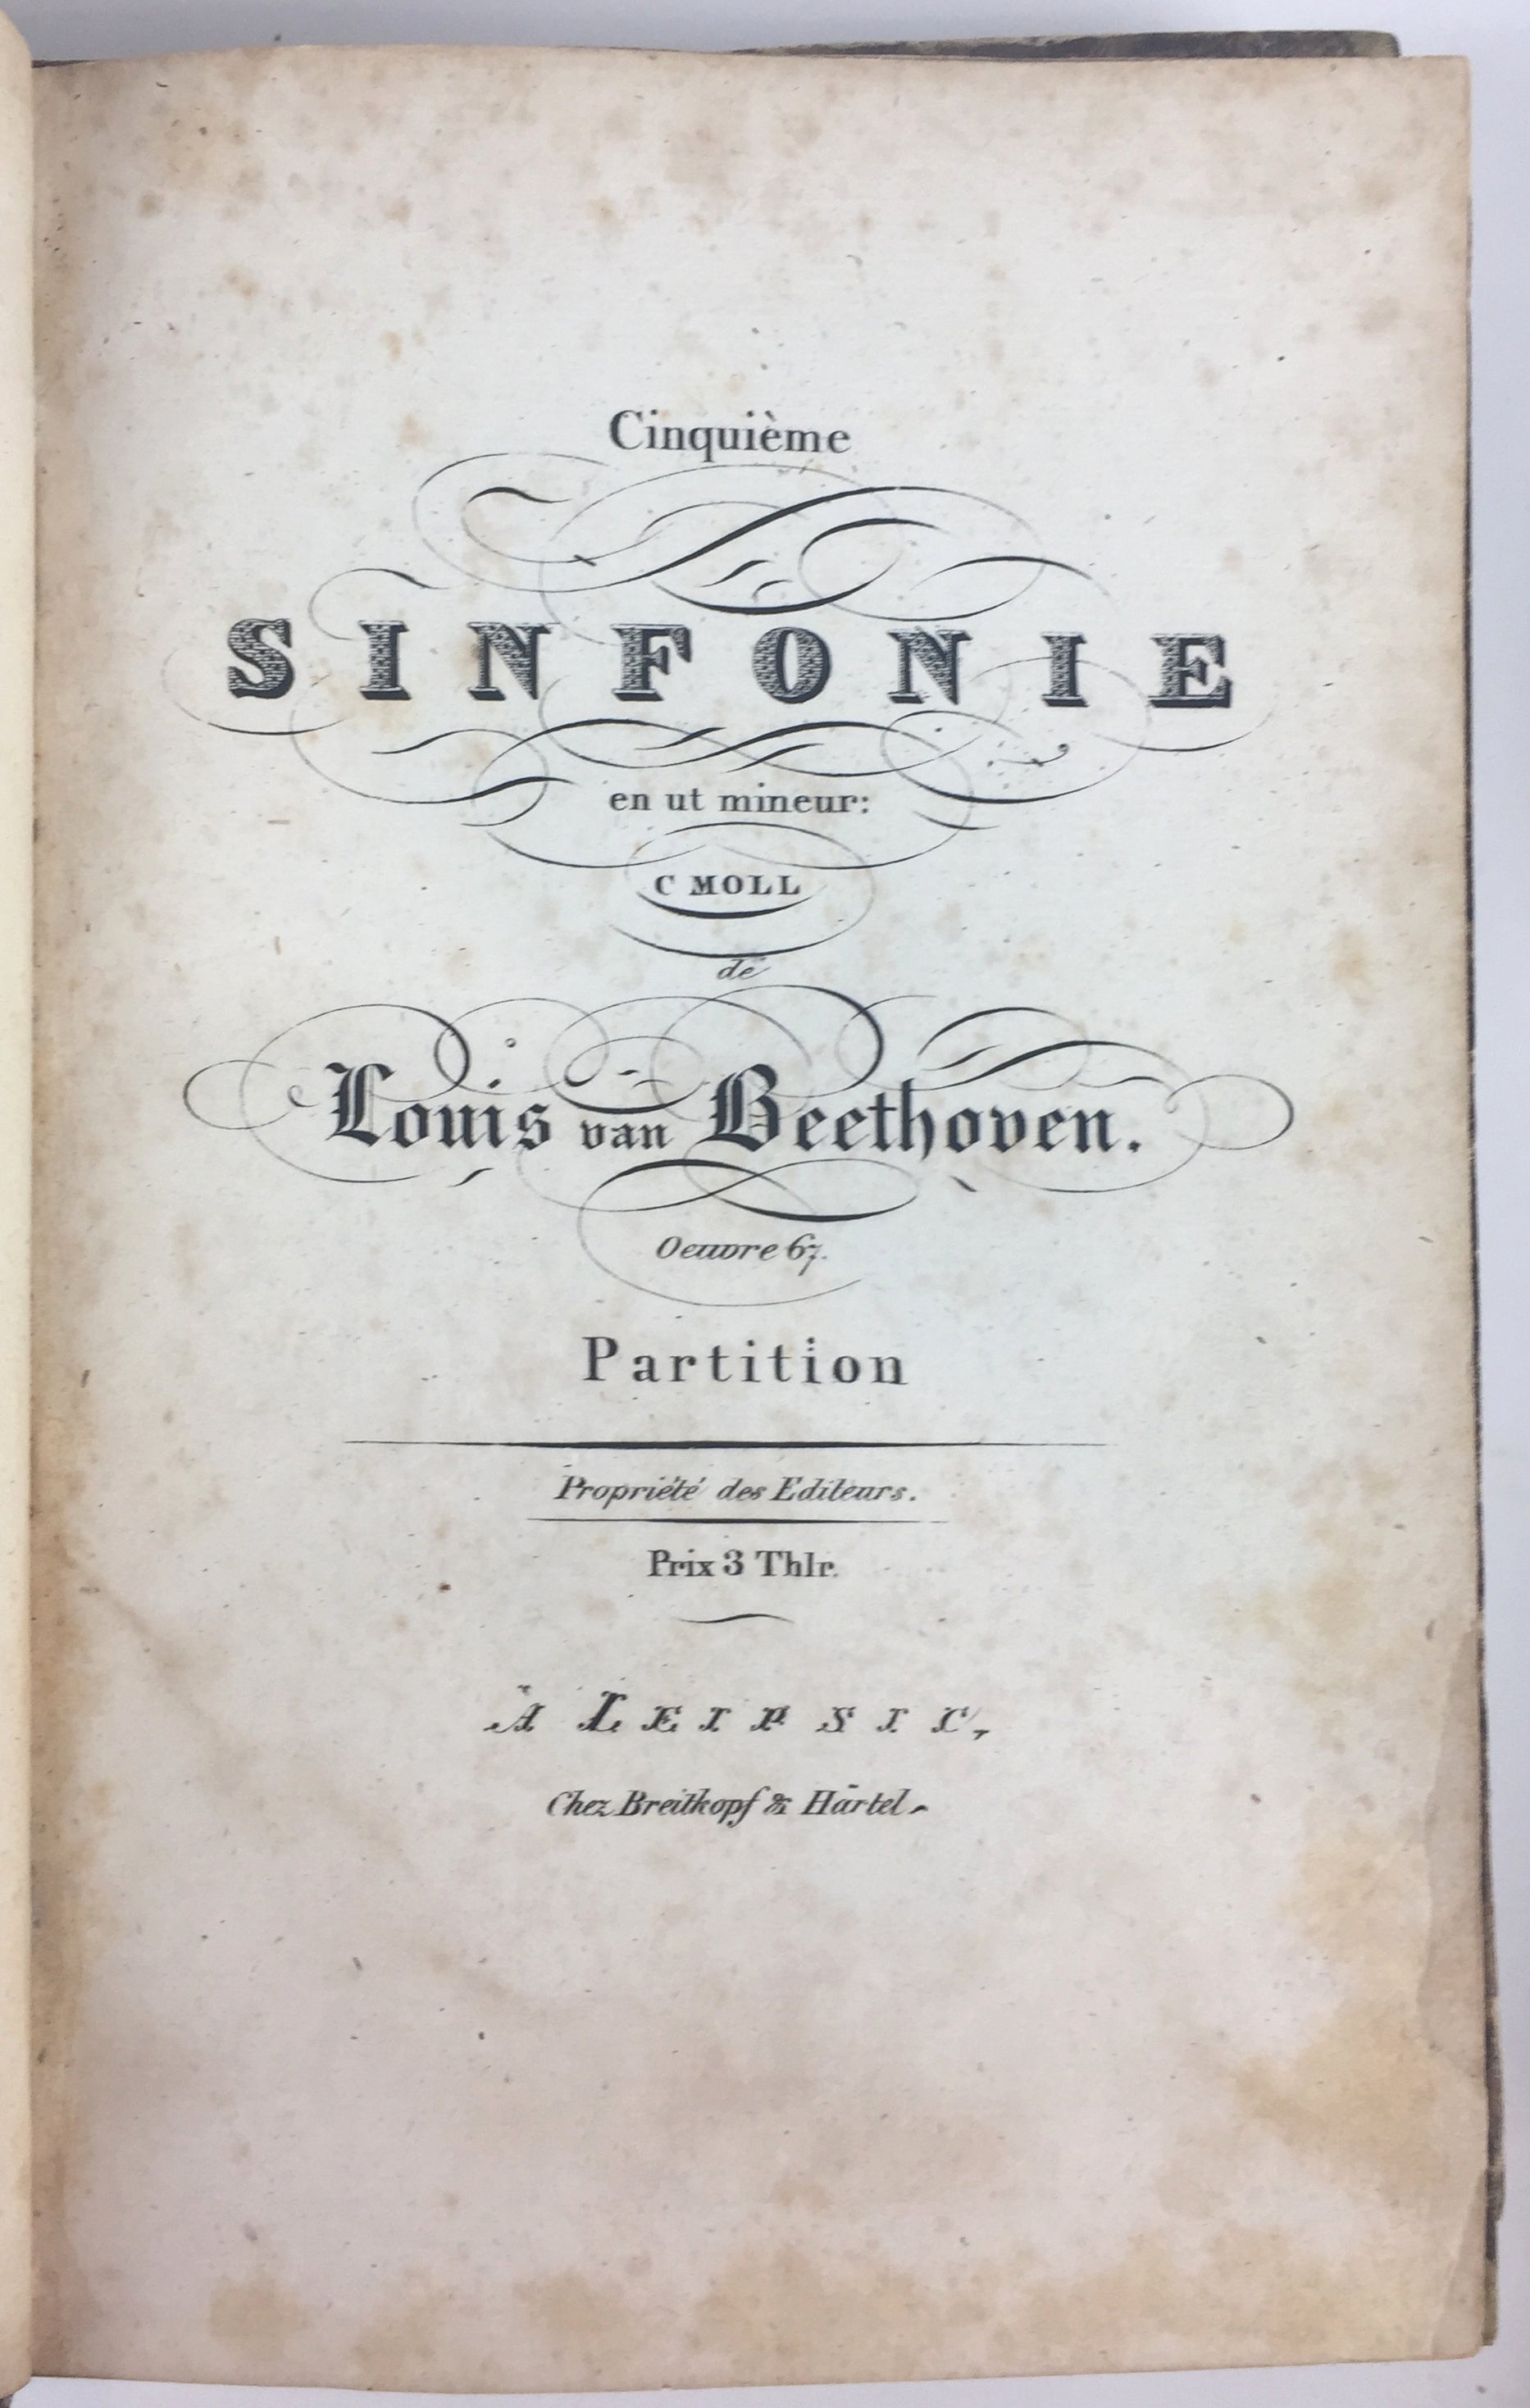 Cinquième
SINFONIE
en ut mineur:
C MOLL
de
Louis van Beethoven.
Oeuvre 67.
Partition
Propriété des Editeurs.
Prix 3 Thlr.
À LEIPSIC,
Chez Breitkopf & Härtel.